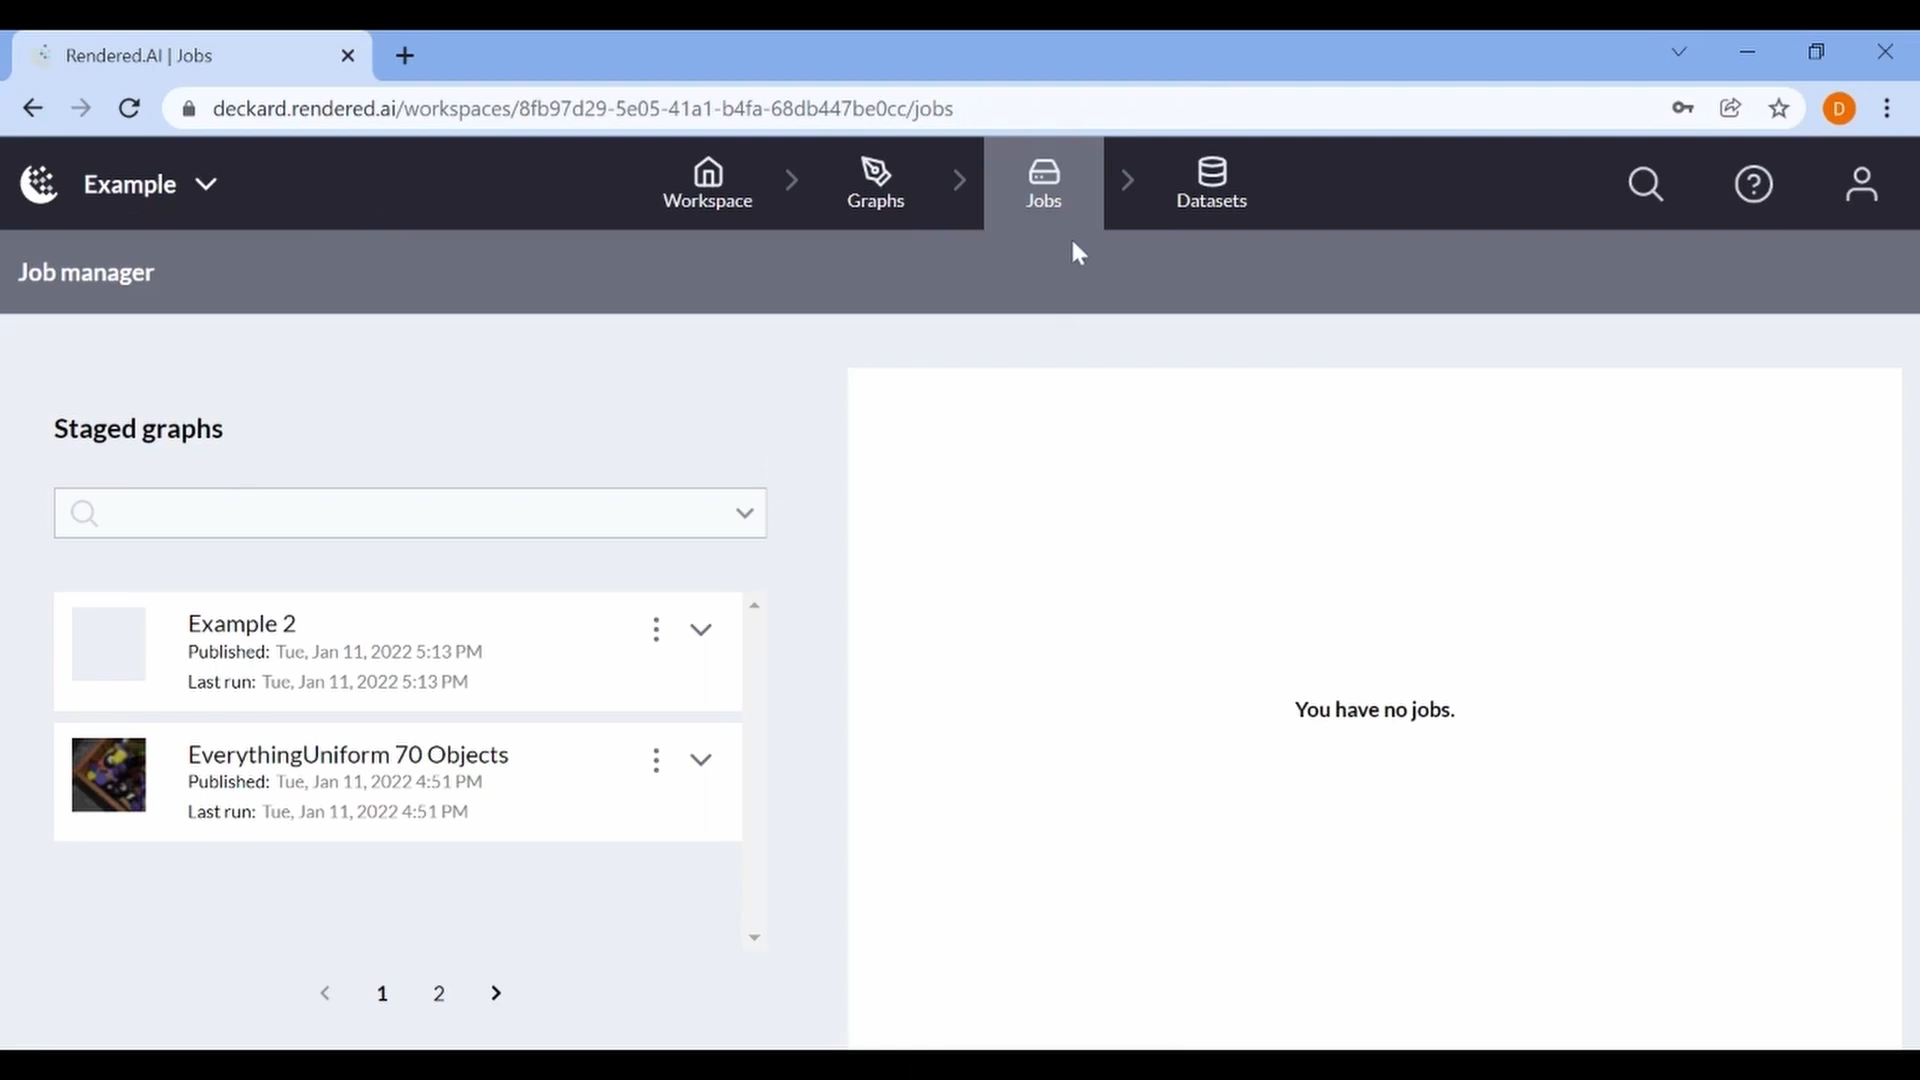 Rendered.AI | Jobs
deckard.rendered.ai/workspaces/8fb97d29-5e05-41a1-b4fa-68db447be0cc/jobs
D
Example
Workspace
Graphs
Jobs
Datasets
Job manager
Staged graphs
Example 2
Published: Tue, Jan 11, 2022 5:13 PM
Last run: Tue, Jan 11, 2022 5:13 PM
EverythingUniform 70 Objects
Published: Tue, Jan 11, 2022 4:51 PM
Last run: Tue, Jan 11, 2022 4:51 PM
1 2
You have no jobs.